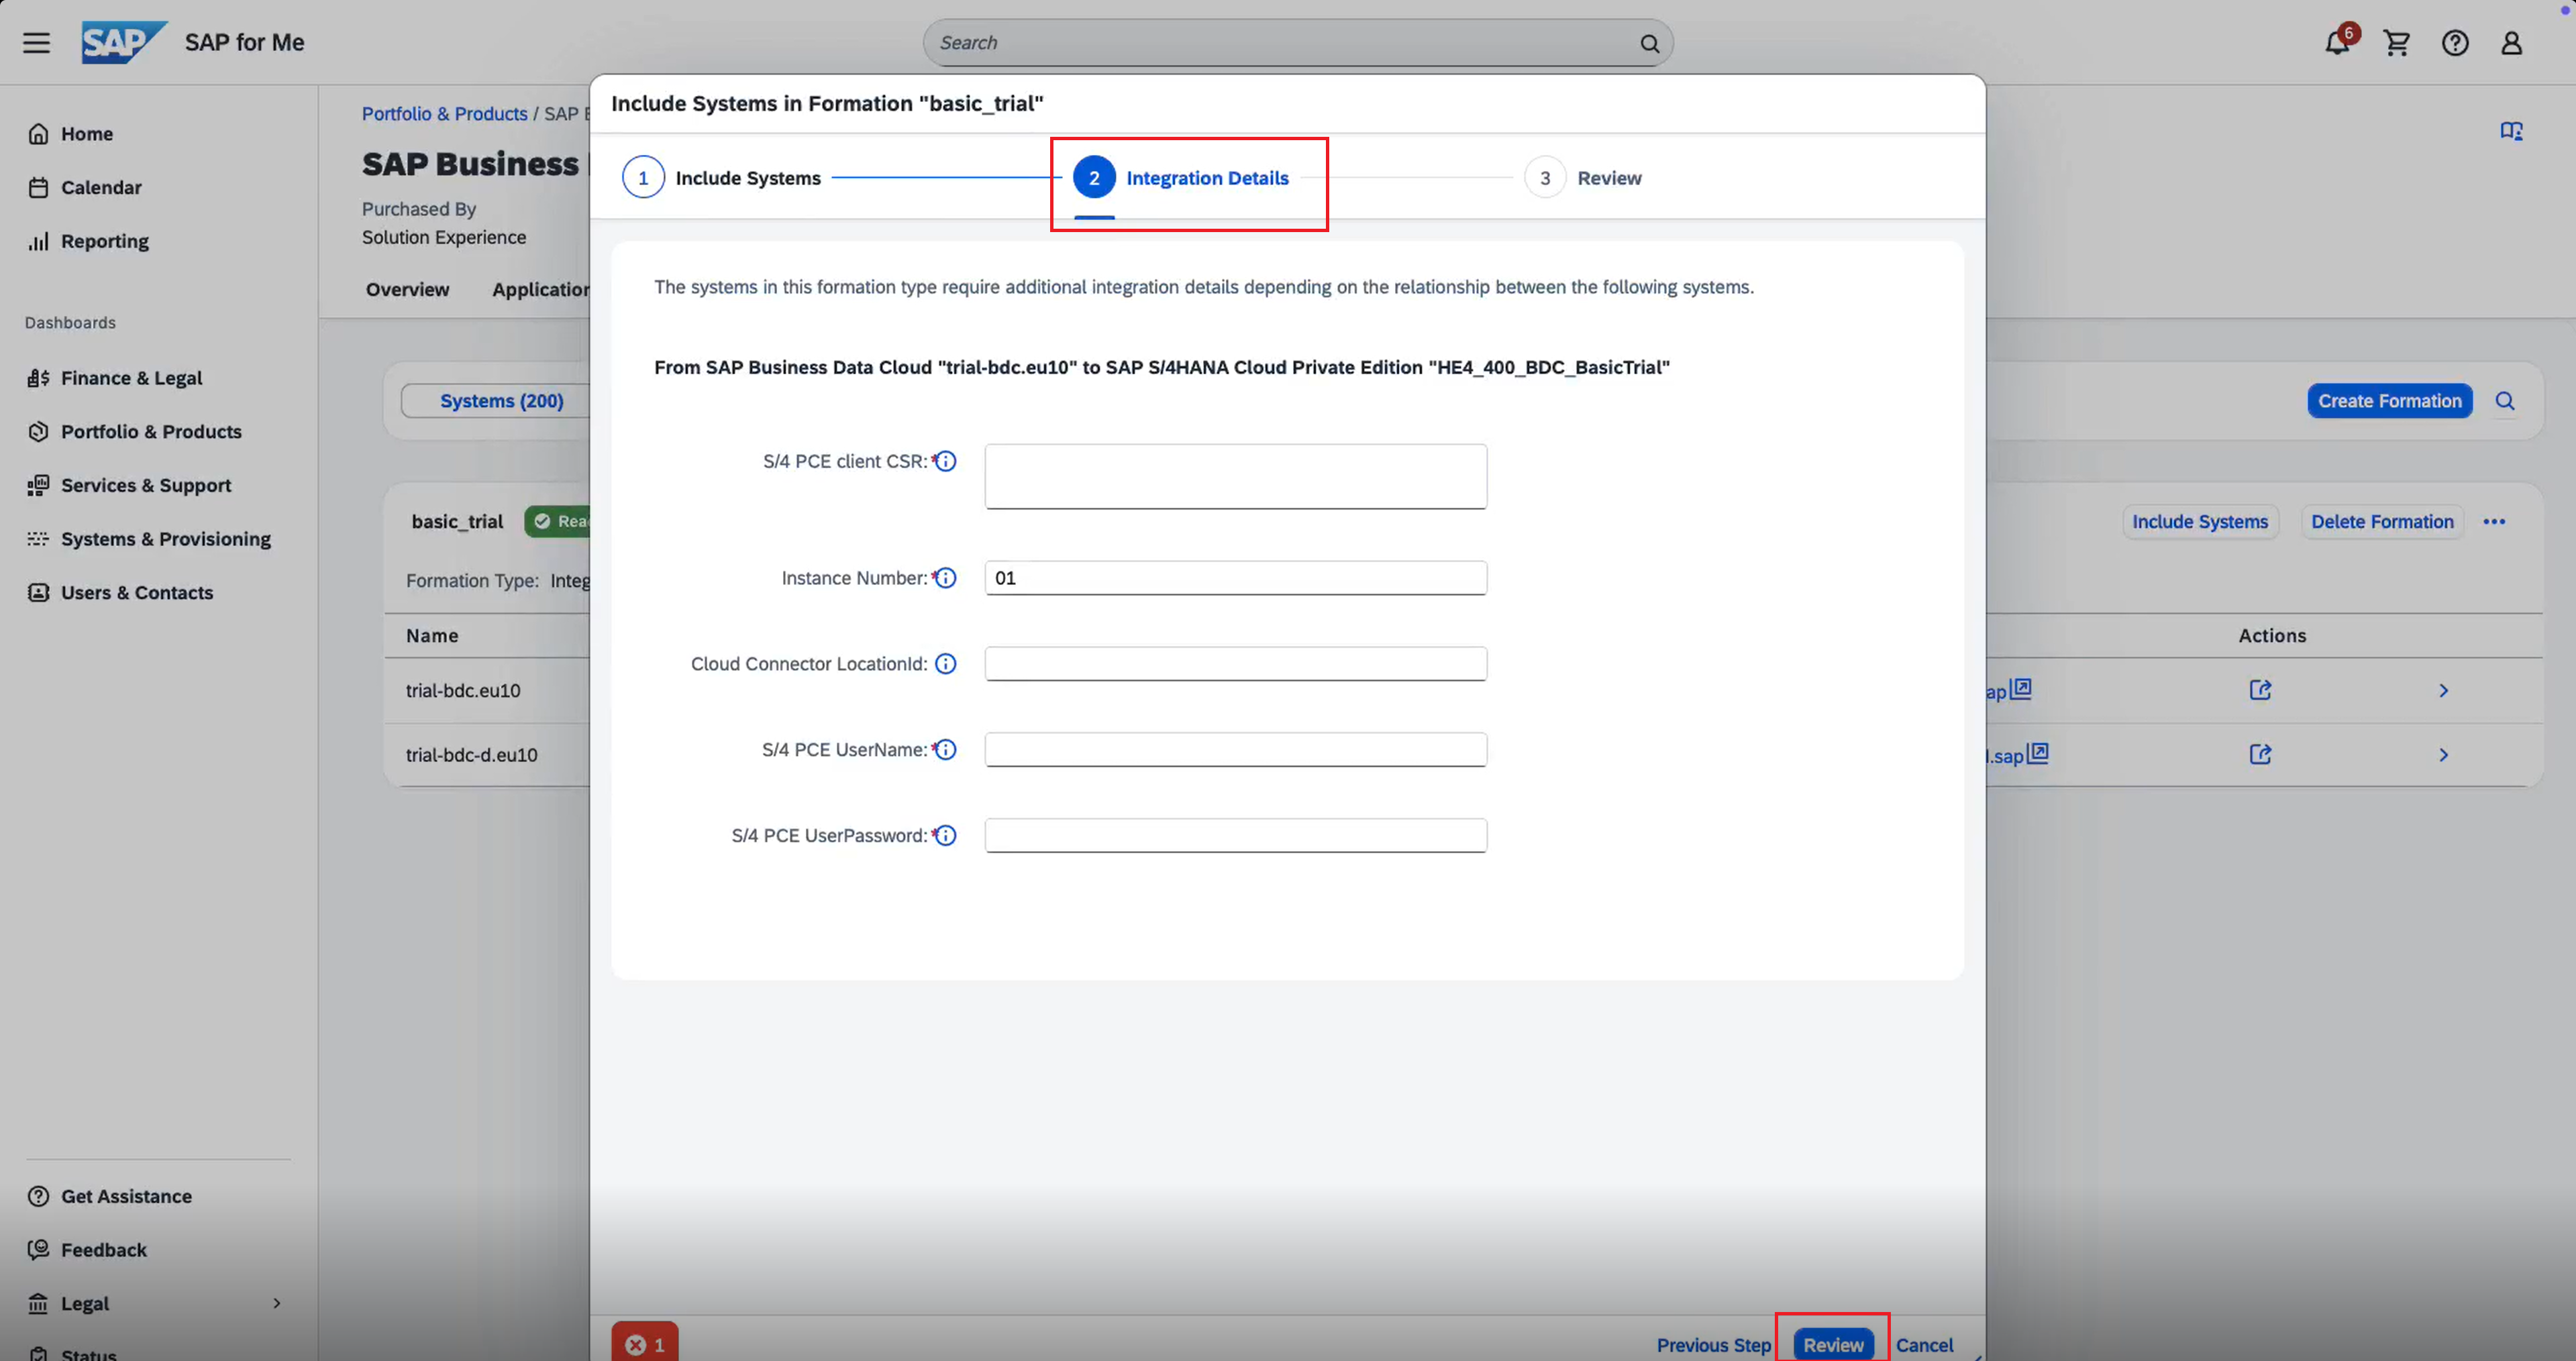 SAP SAP for Me
Search
6
Home
Calendar
Reporting
Dashboards
Finance & Legal
Portfolio & Products
Services & Support
Systems & Provisioning
Users & Contacts
Get Assistance
Feedback
Legal
Status
Portfolio & Products / SAP
SAP Business
Purchased By
Solution Experience
Overview
Systems (200)
Create Formation
basic_trial
Include Systems
Delete Formation
Formation Type:
Name
Actions
trial-bdc.eu10
trial-bdc-d.eu10
.sap
Include Systems in Formation "basic_trial"
1 Include Systems
2 Integration Details
3 Review
The systems in this formation type require additional integration details depending on the relationship between the following systems.
From SAP Business Data Cloud "trial-bdc.eu10" to SAP S/4HANA Cloud Private Edition "HE4_400_BDC_BasicTrial"
S/4 PCE client CSR:*
Instance Number:* 01
Cloud Connector LocationId:
S/4 PCE UserName:*
S/4 PCE UserPassword:*
1
Previous Step
Review
Cancel